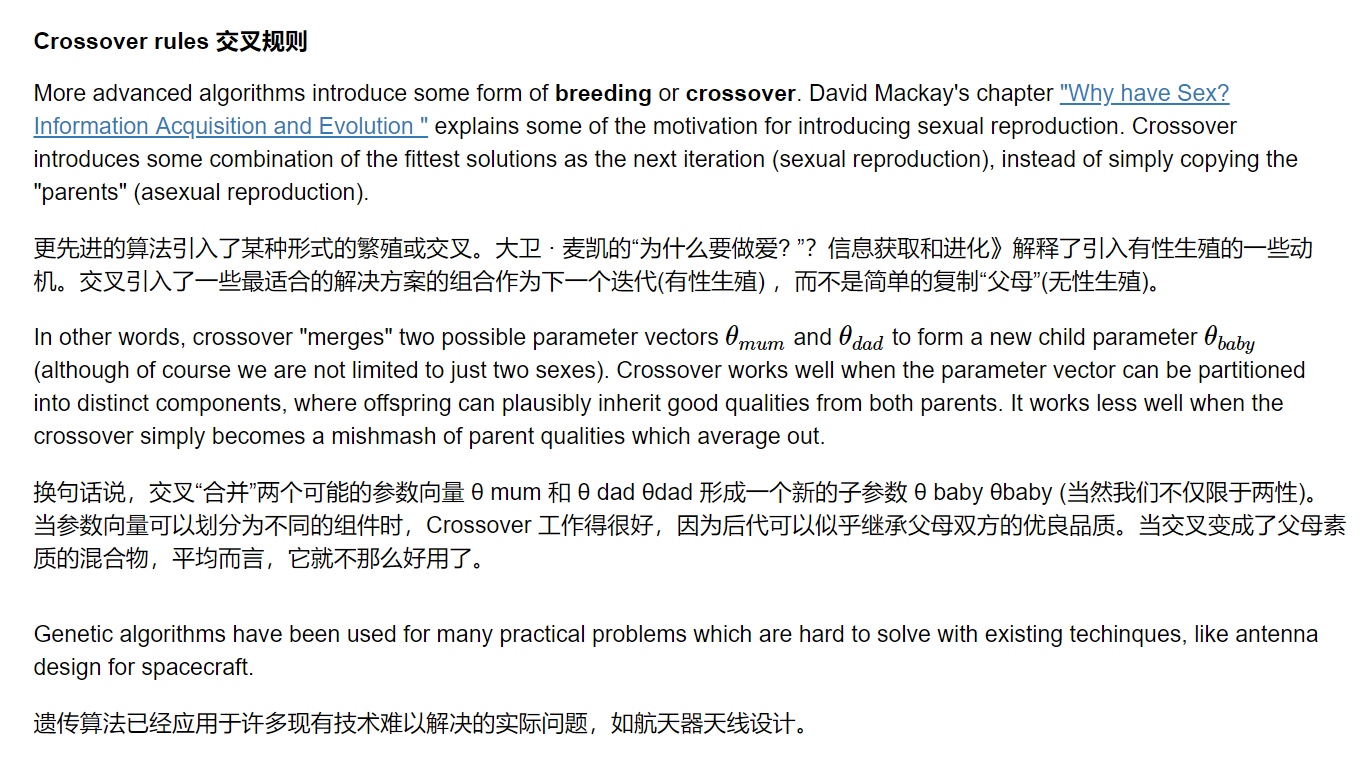 Crossover rules 交叉规则
More advanced algorithms introduce some form of breeding or crossover. David Mackay's chapter "Why have Sex?
Information Acquisition and Evolution " explains some of the motivation for introducing sexual reproduction. Crossover
introduces some combination of the fittest solutions as the next iteration (sexual reproduction), instead of simply copying the
"parents" (asexual reproduction).
更先进的算法引入了某种形式的繁殖或交叉。大卫 · 麦凯的“为什么要做爱? ”？信息获取和进化》解释了引入有性生殖的一些动
机。交叉引入了一些最适合的解决方案的组合作为下一个迭代(有性生殖) ，而不是简单的复制“父母”(无性生殖)。
In other words, crossover "merges" two possible parameter vectors θmum and θdad to form a new child parameter θbaby
(although of course we are not limited to just two sexes). Crossover works well when the parameter vector can be partitioned
into distinct components, where offspring can plausibly inherit good qualities from both parents. It works less well when the
crossover simply becomes a mishmash of parent qualities which average out.
换句话说，交叉“合并”两个可能的参数向量 θ mum 和 θ dad θdad 形成一个新的子参数 θ baby θbaby (当然我们不仅限于两性)。
当参数向量可以划分为不同的组件时，Crossover 工作得很好，因为后代可以似乎继承父母双方的优良品质。当交叉变成了父母素
质的混合物，平均而言，它就不那么好用了。
Genetic algorithms have been used for many practical problems which are hard to solve with existing techinques, like antenna
design for spacecraft.
遗传算法已经应用于许多现有技术难以解决的实际问题，如航天器天线设计。